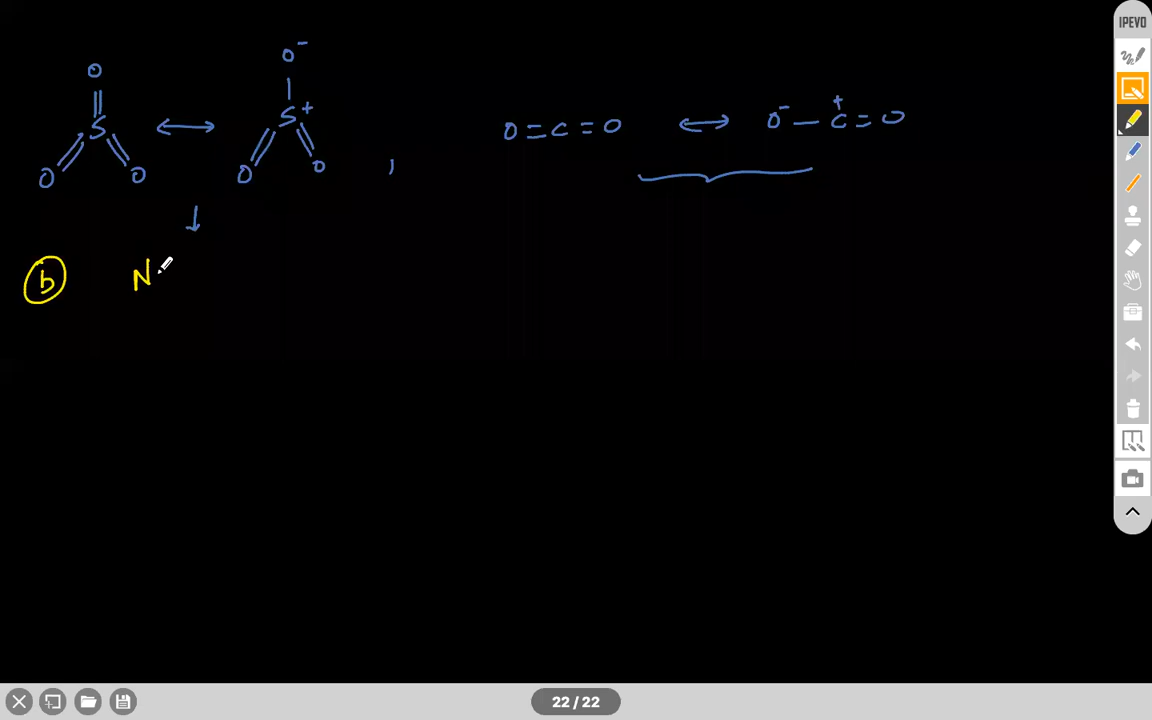 O O⁻
S ↔ S⁺ O=C=O ↔ O⁻—C⁺=O
O O O O ,
↓
b N
IPEVO
22 / 22